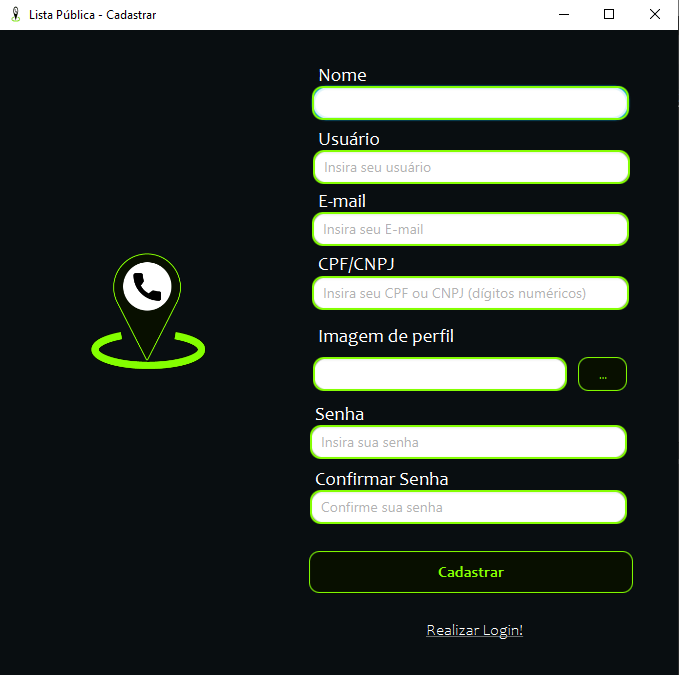 Lista Pública - Cadastrar
Nome
Usuário
Insira seu usuário
E-mail
Insira seu E-mail
CPF/CNPJ
Insira seu CPF ou CNPJ (dígitos numéricos)
Imagem de perfil
...
Senha
Insira sua senha
Confirmar Senha
Confirme sua senha
Cadastrar
Realizar Login!